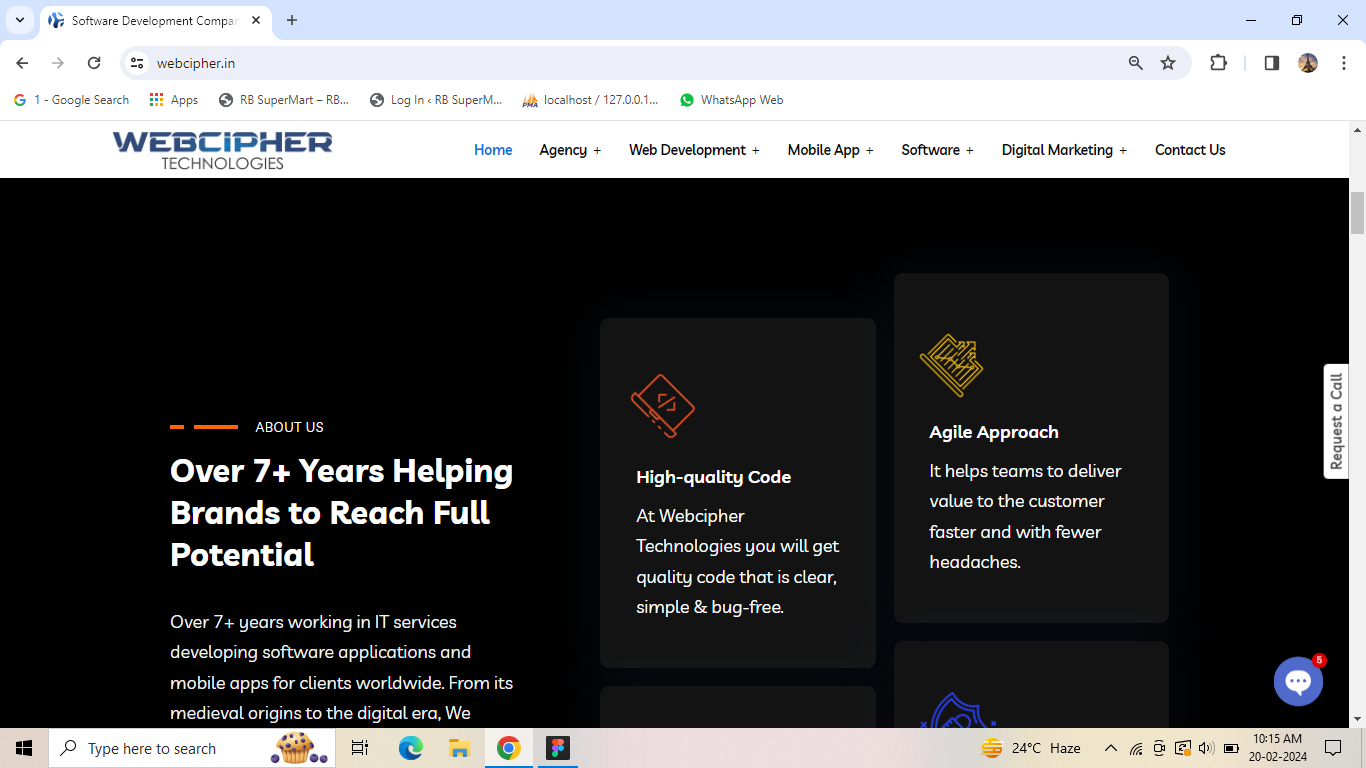 Software Development Compa
webcipher.in
1 - Google Search
Apps
RB SuperMart – RB...
Log In ‹ RB SuperM...
localhost / 127.0.0.1...
WhatsApp Web
WEBCIPHER
TECHNOLOGIES
Home
Agency +
Web Development +
Mobile App +
Software +
Digital Marketing +
Contact Us
ABOUT US
Over 7+ Years Helping
Brands to Reach Full
Potential
Over 7+ years working in IT services
developing software applications and
mobile apps for clients worldwide. From its
medieval origins to the digital era, We
High-quality Code
At Webcipher
Technologies you will get
quality code that is clear,
simple & bug-free.
Agile Approach
It helps teams to deliver
value to the customer
faster and with fewer
headaches.
Request a Call
5
Type here to search
24°C Haze
10:15 AM
20-02-2024